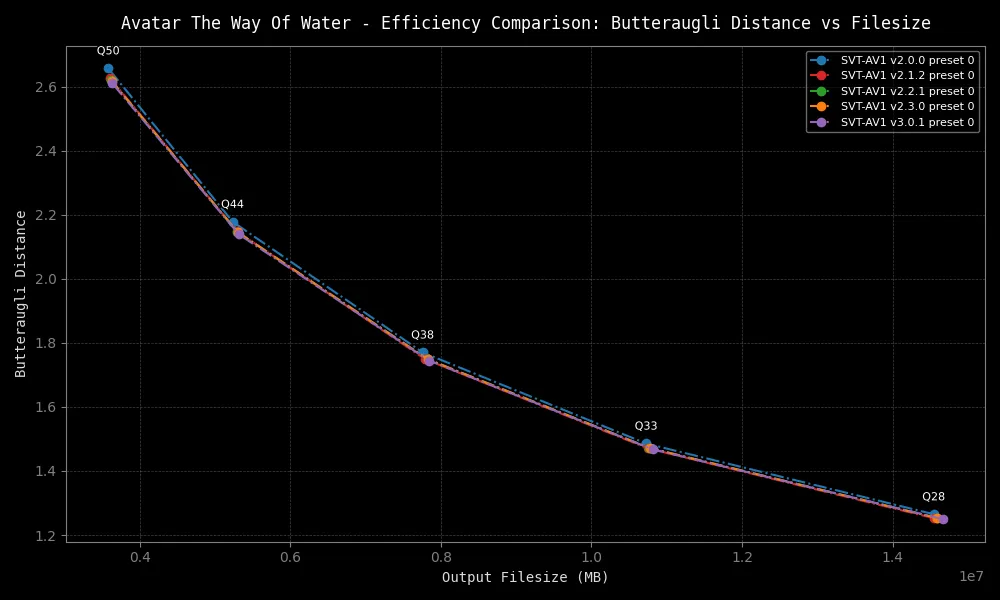 Avatar The Way Of Water - Efficiency Comparison: Butteraugli Distance vs Filesize
SVT-AV1 v2.0.0 preset 0
SVT-AV1 v2.1.2 preset 0
SVT-AV1 v2.2.1 preset 0
SVT-AV1 v2.3.0 preset 0
SVT-AV1 v3.0.1 preset 0
Q50
Q44
Q38
Q33
Q28
Butteraugli Distance
2.6
2.4
2.2
2.0
1.8
1.6
1.4
1.2
0.4 0.6 0.8 1.0 1.2 1.4
1e7
Output Filesize (MB)